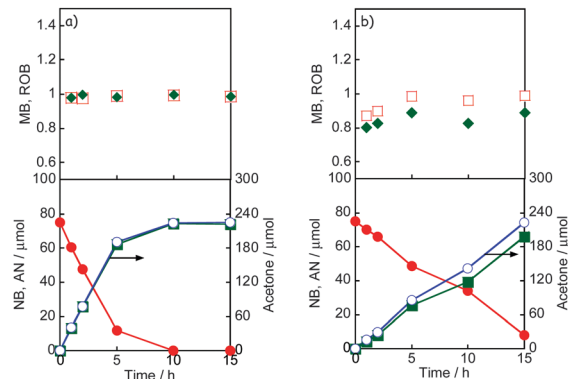 a)
1.4
1.2
1
0.8
0.6
MB, ROB
100
80
60
40
20
0
NB, AN / μmol
300
240
180
120
60
0
Acetone / μmol
0 5 10 15
Time / h
b)
1.4
1.2
1
0.8
0.6
MB, ROB
100
80
60
40
20
0
NB, AN / μmol
300
240
180
120
60
0
Acetone / μmol
0 5 10 15
Time / h